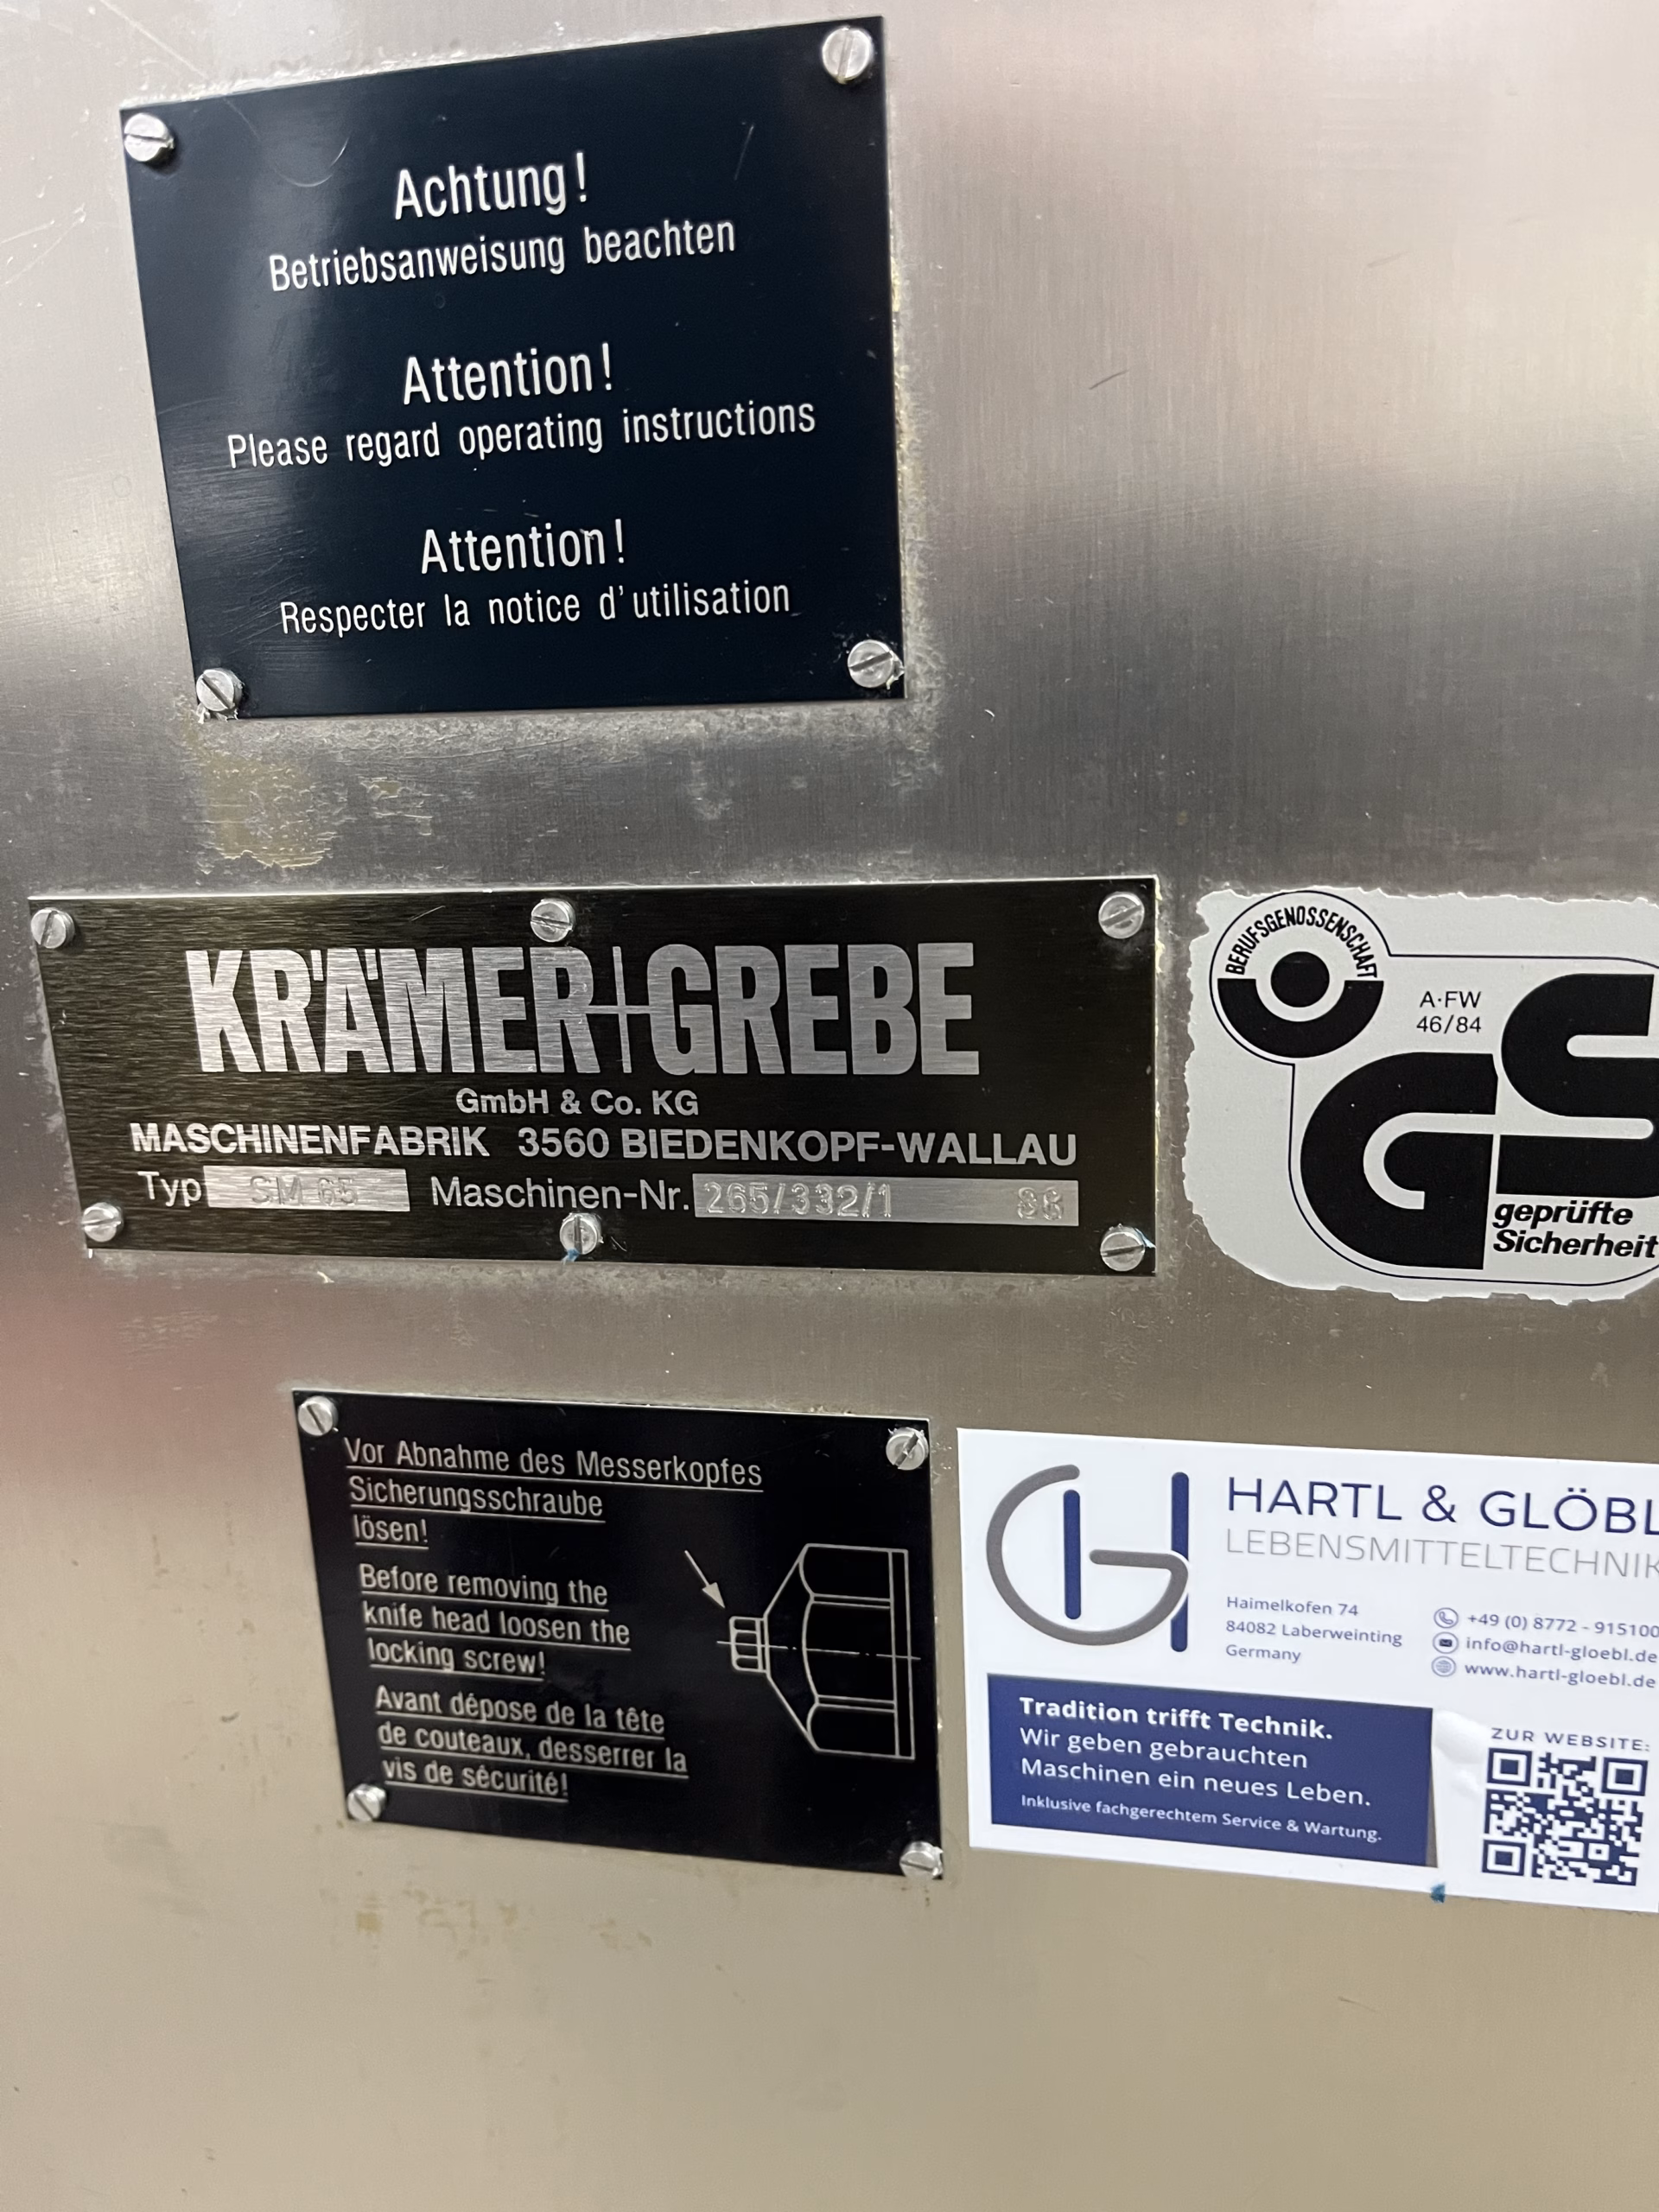 Achtung!
Betriebsanweisung beachten
Attention!
Please regard operating instructions
Attention!
Respecter la notice d'utilisation
KRÄMER+GREBE
GmbH & Co. KG
MASCHINENFABRIK 3560 BIEDENKOPF-WALLAU
Typ SM 65 Maschinen-Nr. 265/332/1 88
BERUFSGENOSSENSCHAFT
A·FW
46/84
GS
geprüfte
Sicherheit
Vor Abnahme des Messerkopfes
Sicherungsschraube
lösen!
Before removing the
knife head loosen the
locking screw!
Avant dépose de la tête
de couteaux, desserrer la
vis de sécurité!
GH
HARTL & GLÖBL
LEBENSMITTELTECHNIK
Haimelkofen 74
84082 Laberweinting
Germany
+49 (0) 8772 - 915100
info@hartl-gloebl.de
www.hartl-gloebl.de
Tradition trifft Technik.
Wir geben gebrauchten
Maschinen ein neues Leben.
Inklusive fachgerechtem Service & Wartung.
ZUR WEBSITE: